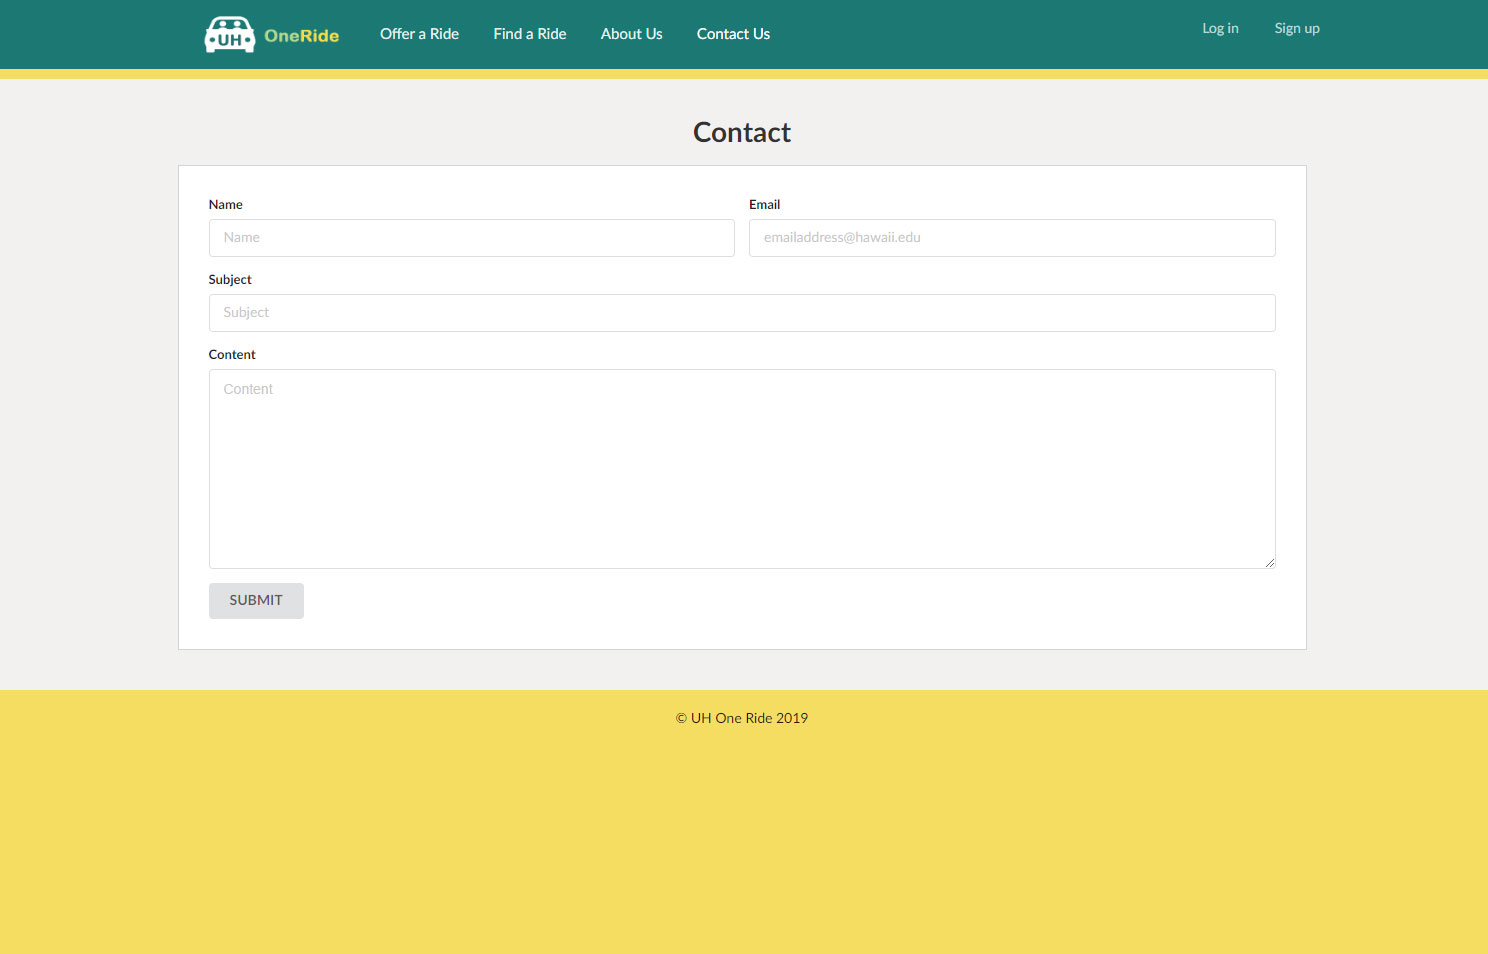 UH OneRide Offer a Ride Find a Ride About Us Contact Us Log in Sign up
Contact
Name Email
Name emailaddress@hawaii.edu
Subject
Subject
Content
Content
SUBMIT
© UH One Ride 2019